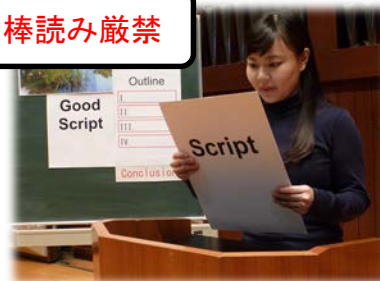 棒読み厳禁
Outline
Good
Script
I
II
III
IV
Conclusion
Script